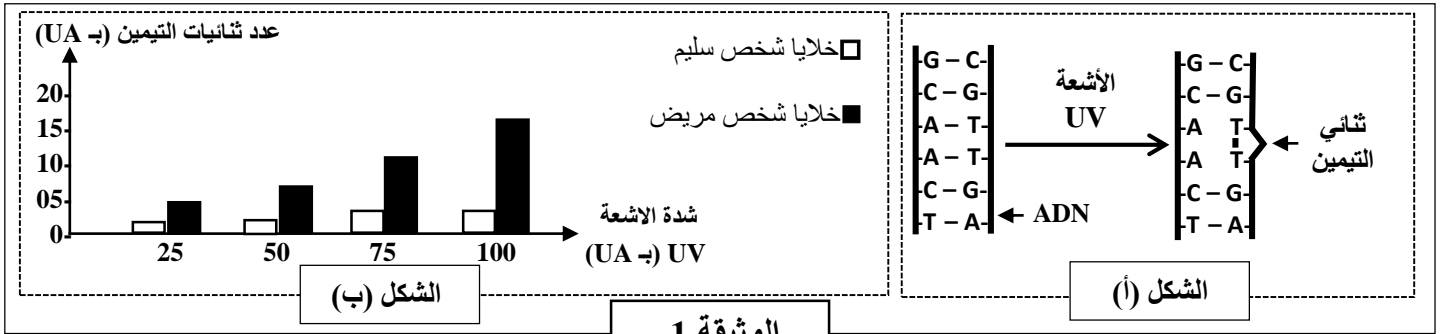 عدد ثنائيات التيمين (بـ UA)
خلايا شخص سليم
خلايا شخص مريض
20
15
10
05
0
25 50 75 100
شدة الاشعة
UV (بـ UA)
الشكل (ب)
G – C
C – G
A – T
A – T
C – G
T – A
ADN
الأشعة
UV
G – C
C – G
A T
A T
C – G
T – A
ثنائي
التيمين
الشكل (أ)
الوثيقة 1